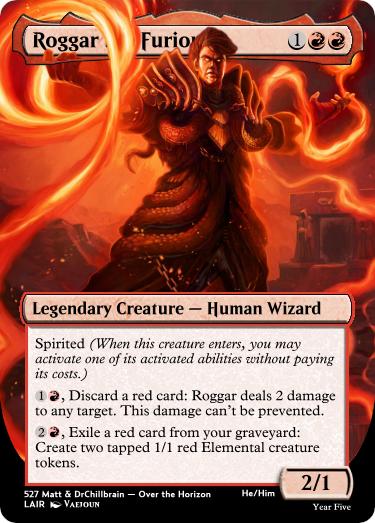 Roggar Furiou 1
Legendary Creature — Human Wizard
Spirited (When this creature enters, you may
activate one of its activated abilities without paying
its costs.)
1, Discard a red card: Roggar deals 2 damage
to any target. This damage can't be prevented.
2, Exile a red card from your graveyard:
Create two tapped 1/1 red Elemental creature
tokens.
2/1
527 Matt & DrChillbrain — Over the Horizon He/Him
LAIR Vaejoun Year Five